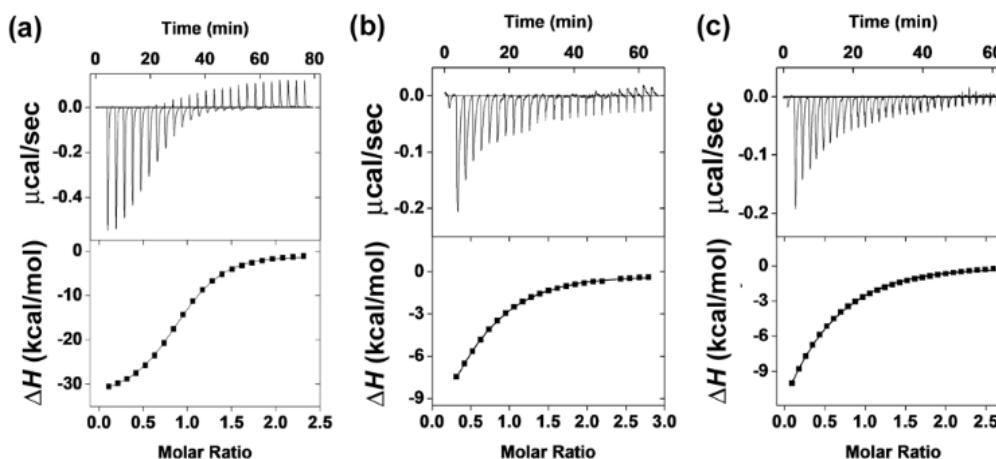 (a)
Time (min)
0 20 40 60 80
0.0
-0.2
-0.4
μcal/sec
0
-10
-20
-30
ΔH (kcal/mol)
0.0 0.5 1.0 1.5 2.0 2.5
Molar Ratio
(b)
Time (min)
0 20 40 60
0.0
-0.1
-0.2
μcal/sec
0
-3
-6
-9
ΔH (kcal/mol)
0.0 0.5 1.0 1.5 2.0 2.5 3.0
Molar Ratio
(c)
Time (min)
0 20 40 60
0.0
-0.1
-0.2
μcal/sec
0
-3
-6
-9
ΔH (kcal/mol)
0.0 0.5 1.0 1.5 2.0 2.5
Molar Ratio